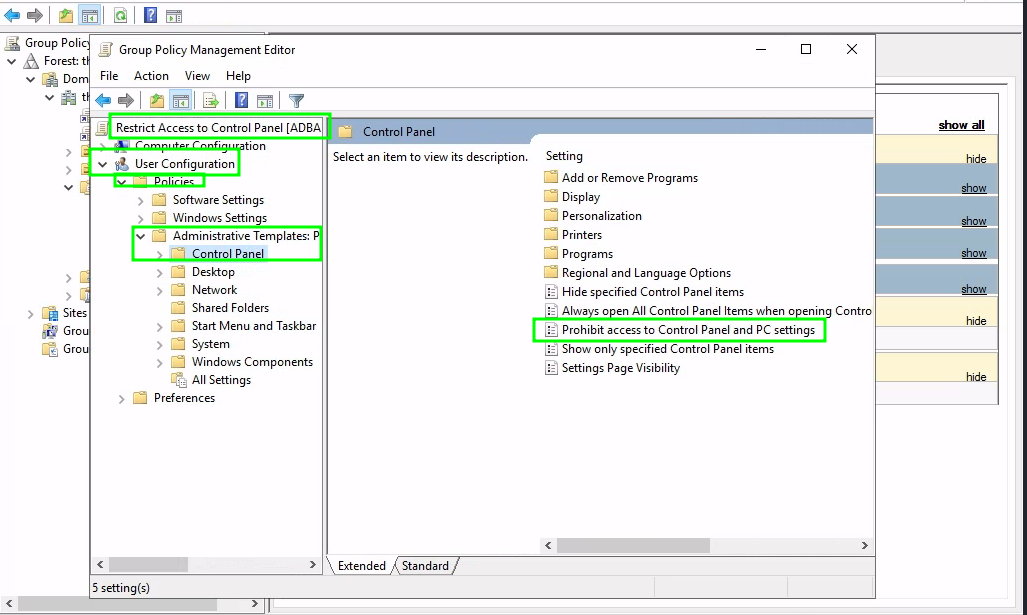 Group Policy
Forest: th
Dom
th
Sites
Grou
Grou
Group Policy Management Editor
File Action View Help
Restrict Access to Control Panel [ADBA
Computer Configuration
User Configuration
Policies
Software Settings
Windows Settings
Administrative Templates: P
Control Panel
Desktop
Network
Shared Folders
Start Menu and Taskbar
System
Windows Components
All Settings
Preferences
Control Panel
Select an item to view its description.
Setting
Add or Remove Programs
Display
Personalization
Printers
Programs
Regional and Language Options
Hide specified Control Panel items
Always open All Control Panel Items when opening Contro
Prohibit access to Control Panel and PC settings
Show only specified Control Panel items
Settings Page Visibility
Extended Standard
5 setting(s)
show all
hide
show
show
show
show
hide
hide